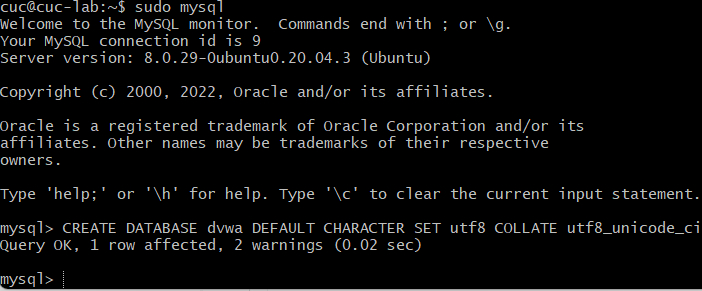 cuc@cuc-lab:~$ sudo mysql
Welcome to the MySQL monitor.  Commands end with ; or \g.
Your MySQL connection id is 9
Server version: 8.0.29-0ubuntu0.20.04.3 (Ubuntu)
Copyright (c) 2000, 2022, Oracle and/or its affiliates.
Oracle is a registered trademark of Oracle Corporation and/or its
affiliates. Other names may be trademarks of their respective
owners.
Type 'help;' or '\h' for help. Type '\c' to clear the current input statement.
mysql> CREATE DATABASE dvwa DEFAULT CHARACTER SET utf8 COLLATE utf8_unicode_ci
Query OK, 1 row affected, 2 warnings (0.02 sec)
mysql>